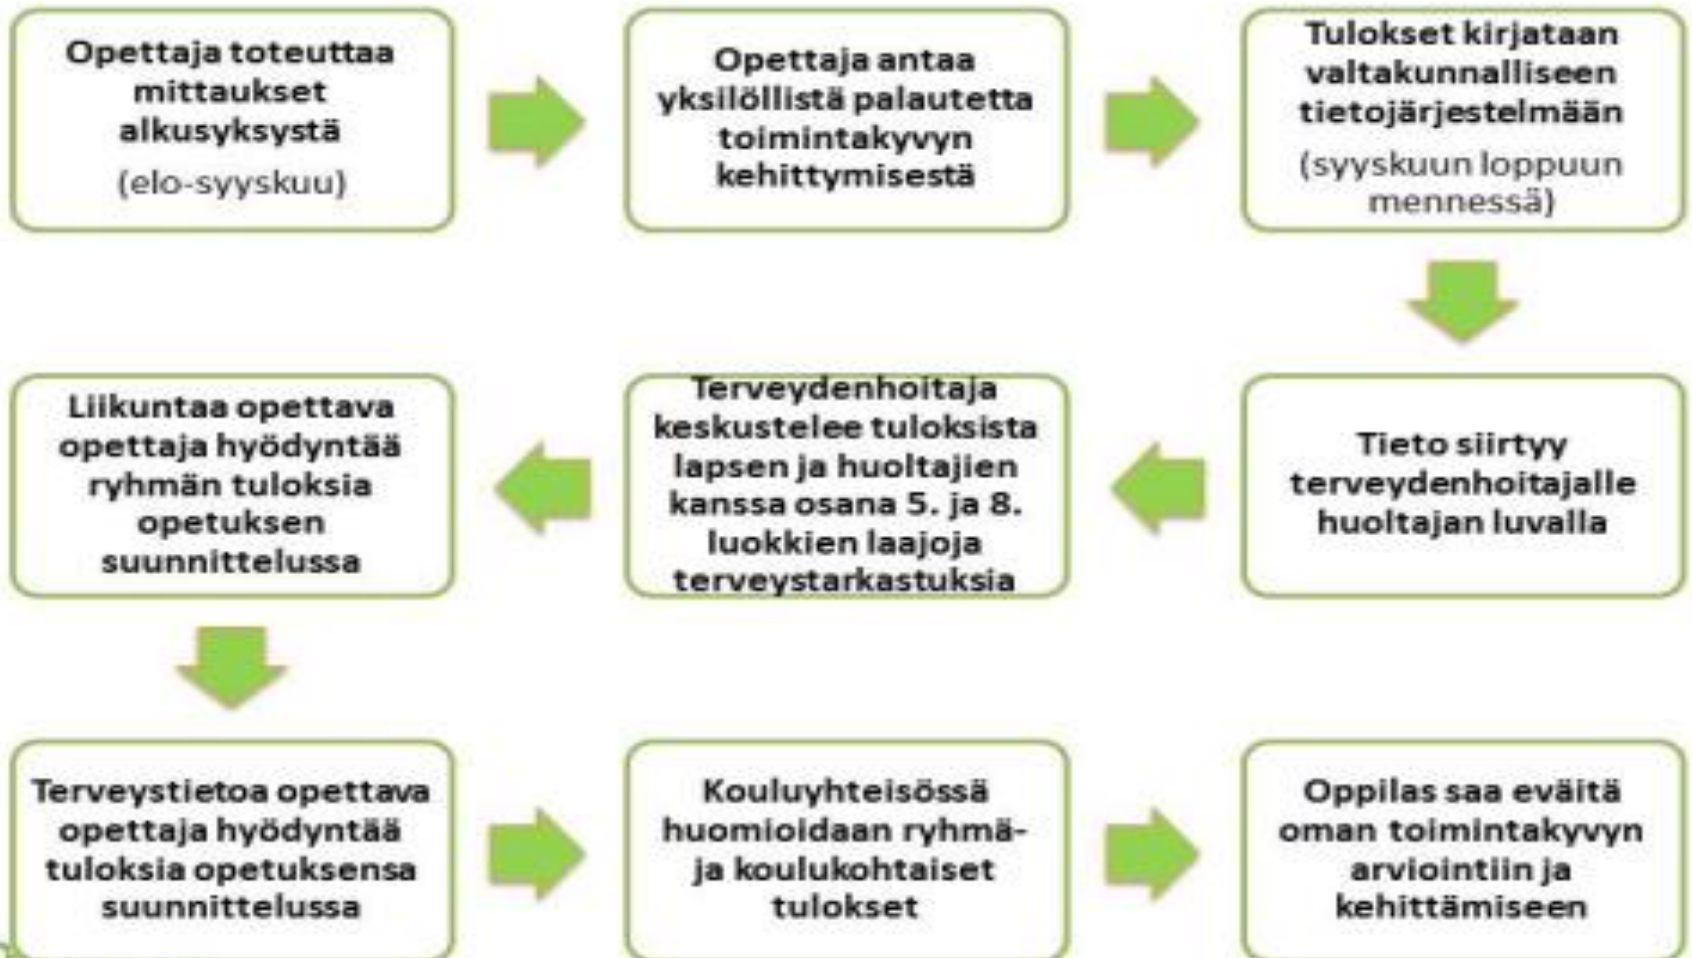 Opettaja toteuttaa
mittaukset
alkusyksystä
(elo-syyskuu)
Opettaja antaa
yksilöllistä palautetta
toimintakyvyn
kehittymisestä
Tulokset kirjataan
valtakunnalliseen
tietojärjestelmään
(syyskuun loppuun
mennessä)
Tieto siirtyy
terveydenhoitajalle
huoltajan luvalla
Terveydenhoitaja
keskustelee tuloksista
lapsen ja huoltajien
kanssa osana 5. ja 8.
luokkien laajoja
terveystarkastuksia
Liikuntaa opettava
opettaja hyödyntää
ryhmän tuloksia
opetuksen
suunnittelussa
Terveystietoa opettava
opettaja hyödyntää
tuloksia opetuksensa
suunnittelussa
Kouluyhteisössä
huomioidaan ryhmä-
ja koulukohtaiset
tulokset
Oppilas saa eväitä
oman toimintakyvyn
arviointiin ja
kehittämiseen